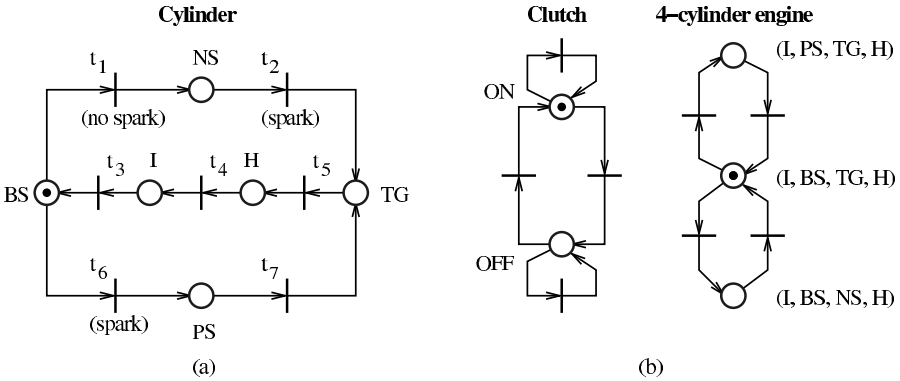 Cylinder
Clutch
4-cylinder engine
t1
NS
t2
(no spark)
(spark)
BS
t3
I
t4
H
t5
TG
t6
(spark)
PS
t7
(a)
ON
OFF
(I, PS, TG, H)
(I, BS, TG, H)
(I, BS, NS, H)
(b)